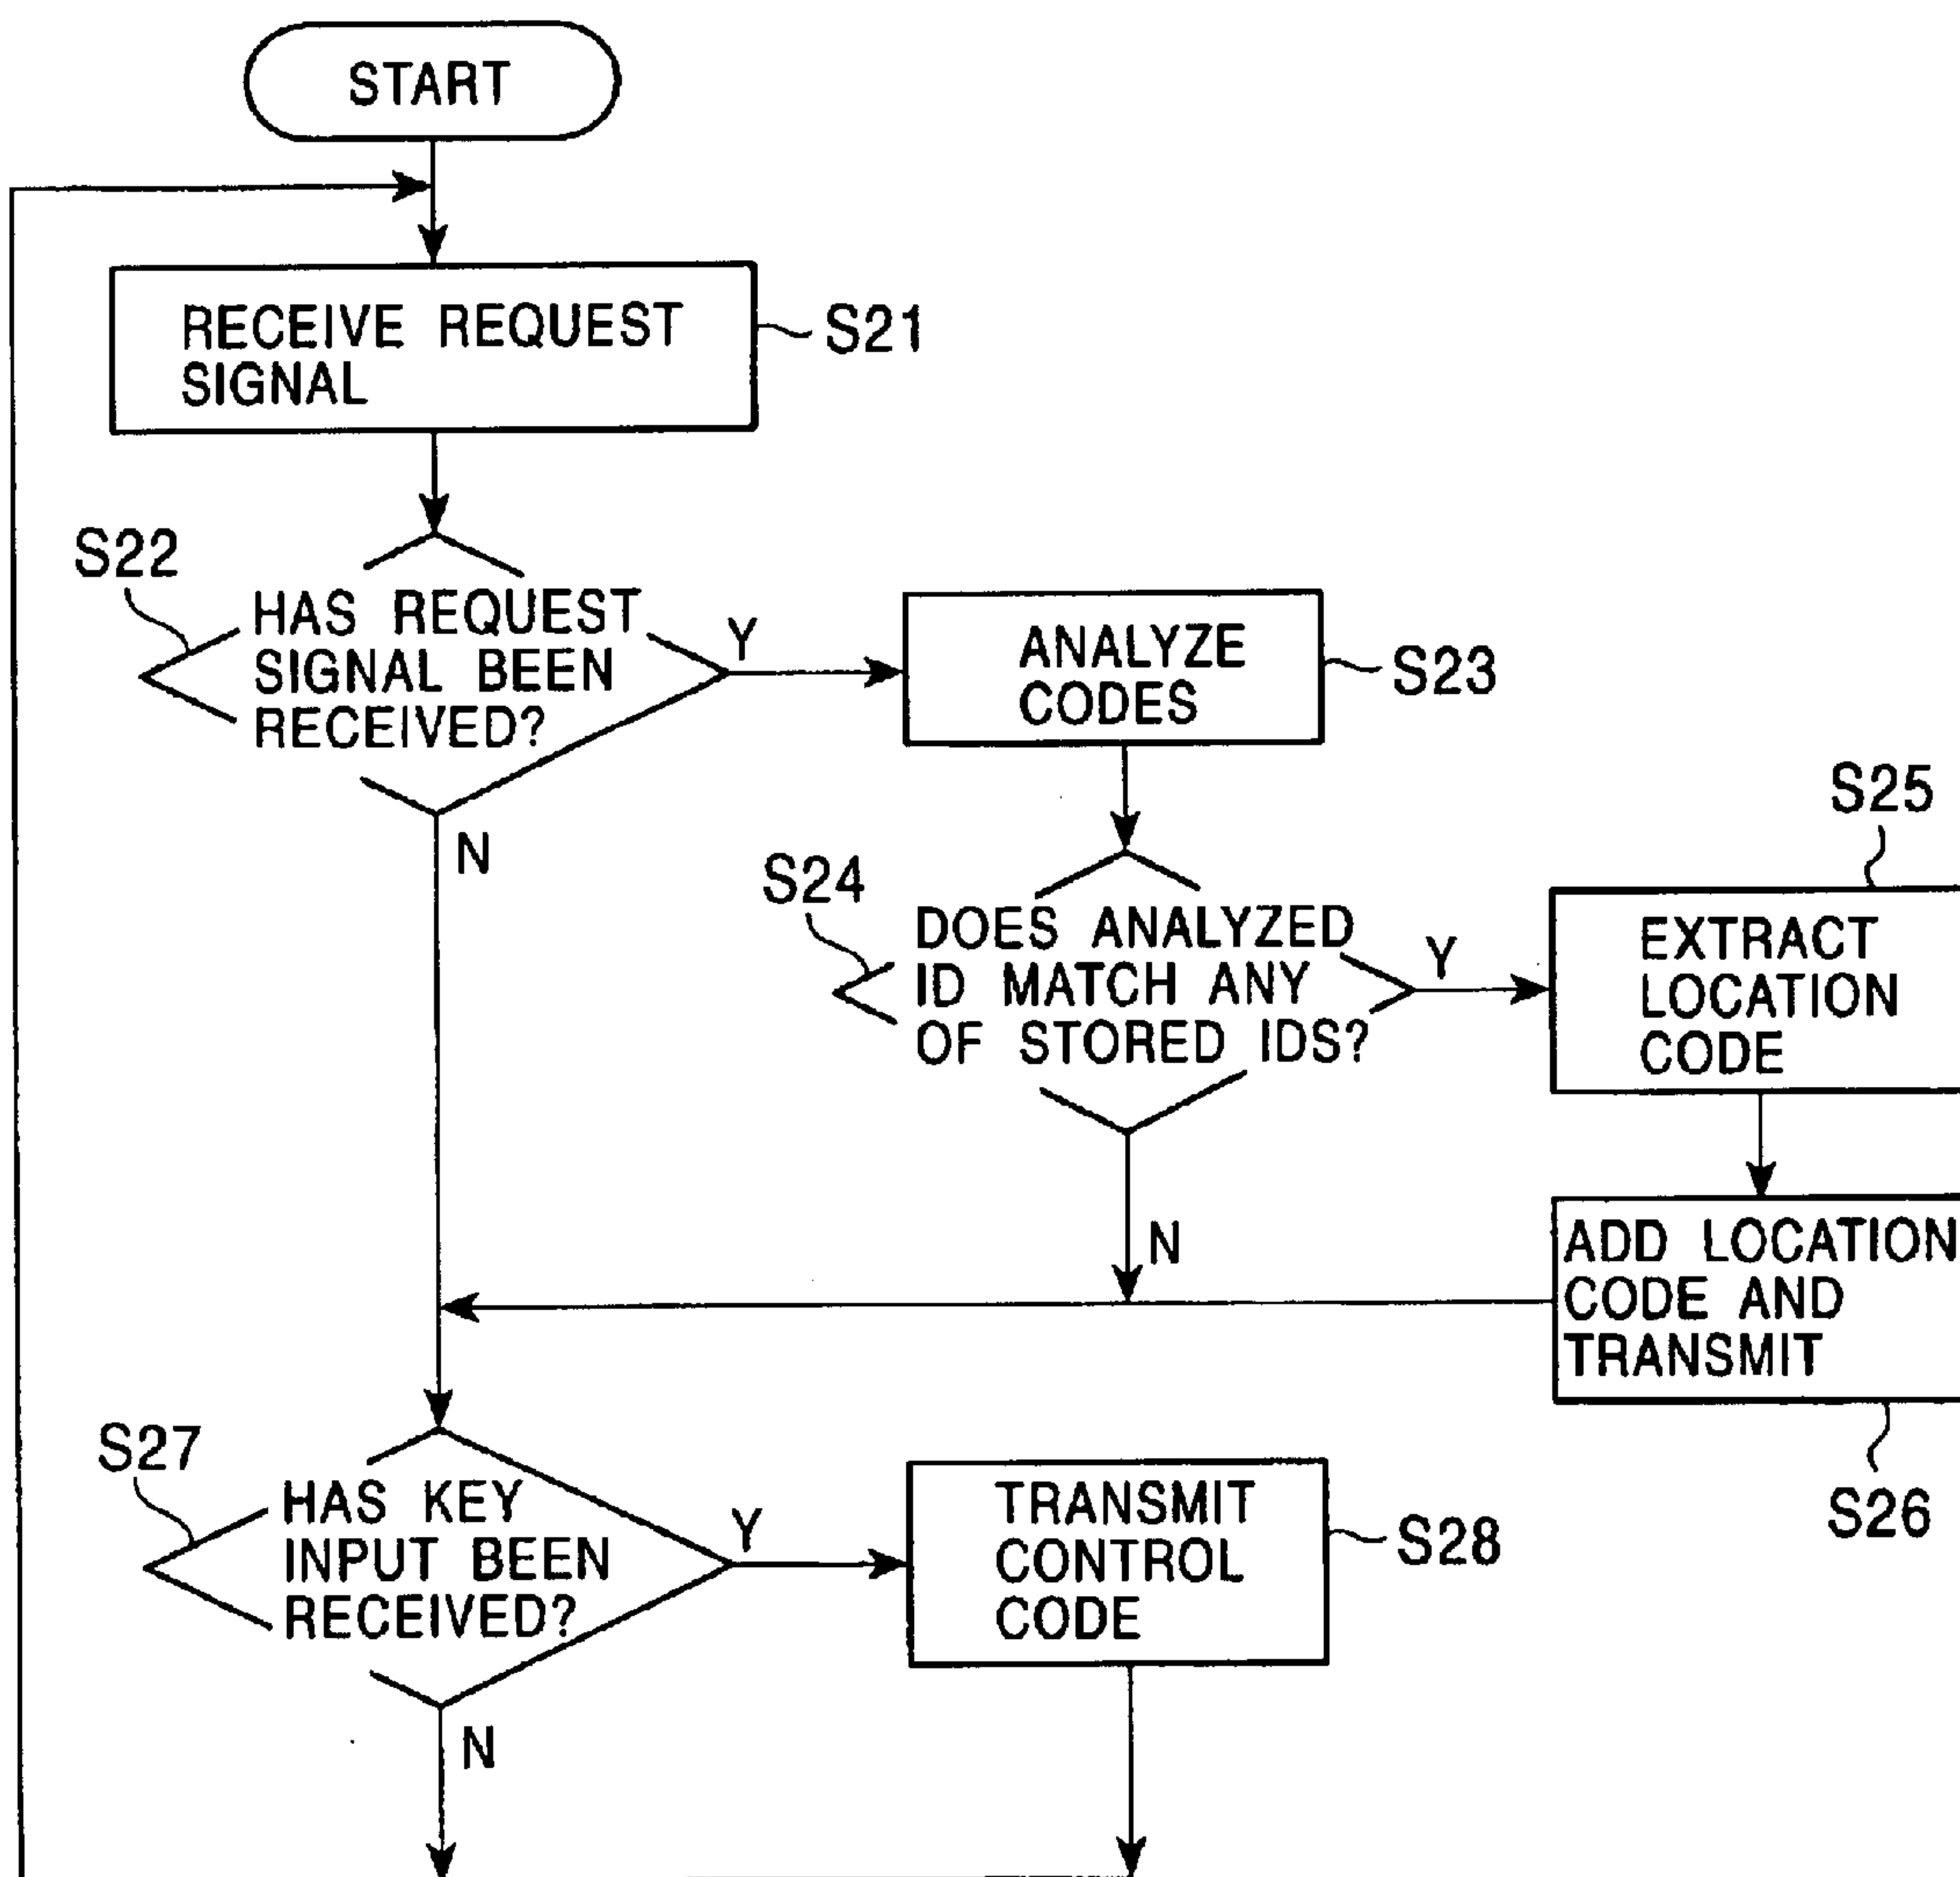 START
RECEIVE REQUEST
SIGNAL
S21
S22
HAS REQUEST
SIGNAL BEEN
RECEIVED?
Y
N
ANALYZE
CODES
S23
S24
DOES ANALYZED
ID MATCH ANY
OF STORED IDS?
Y
N
S25
EXTRACT
LOCATION
CODE
ADD LOCATION
CODE AND
TRANSMIT
S26
S27
HAS KEY
INPUT BEEN
RECEIVED?
Y
N
TRANSMIT
CONTROL
CODE
S28